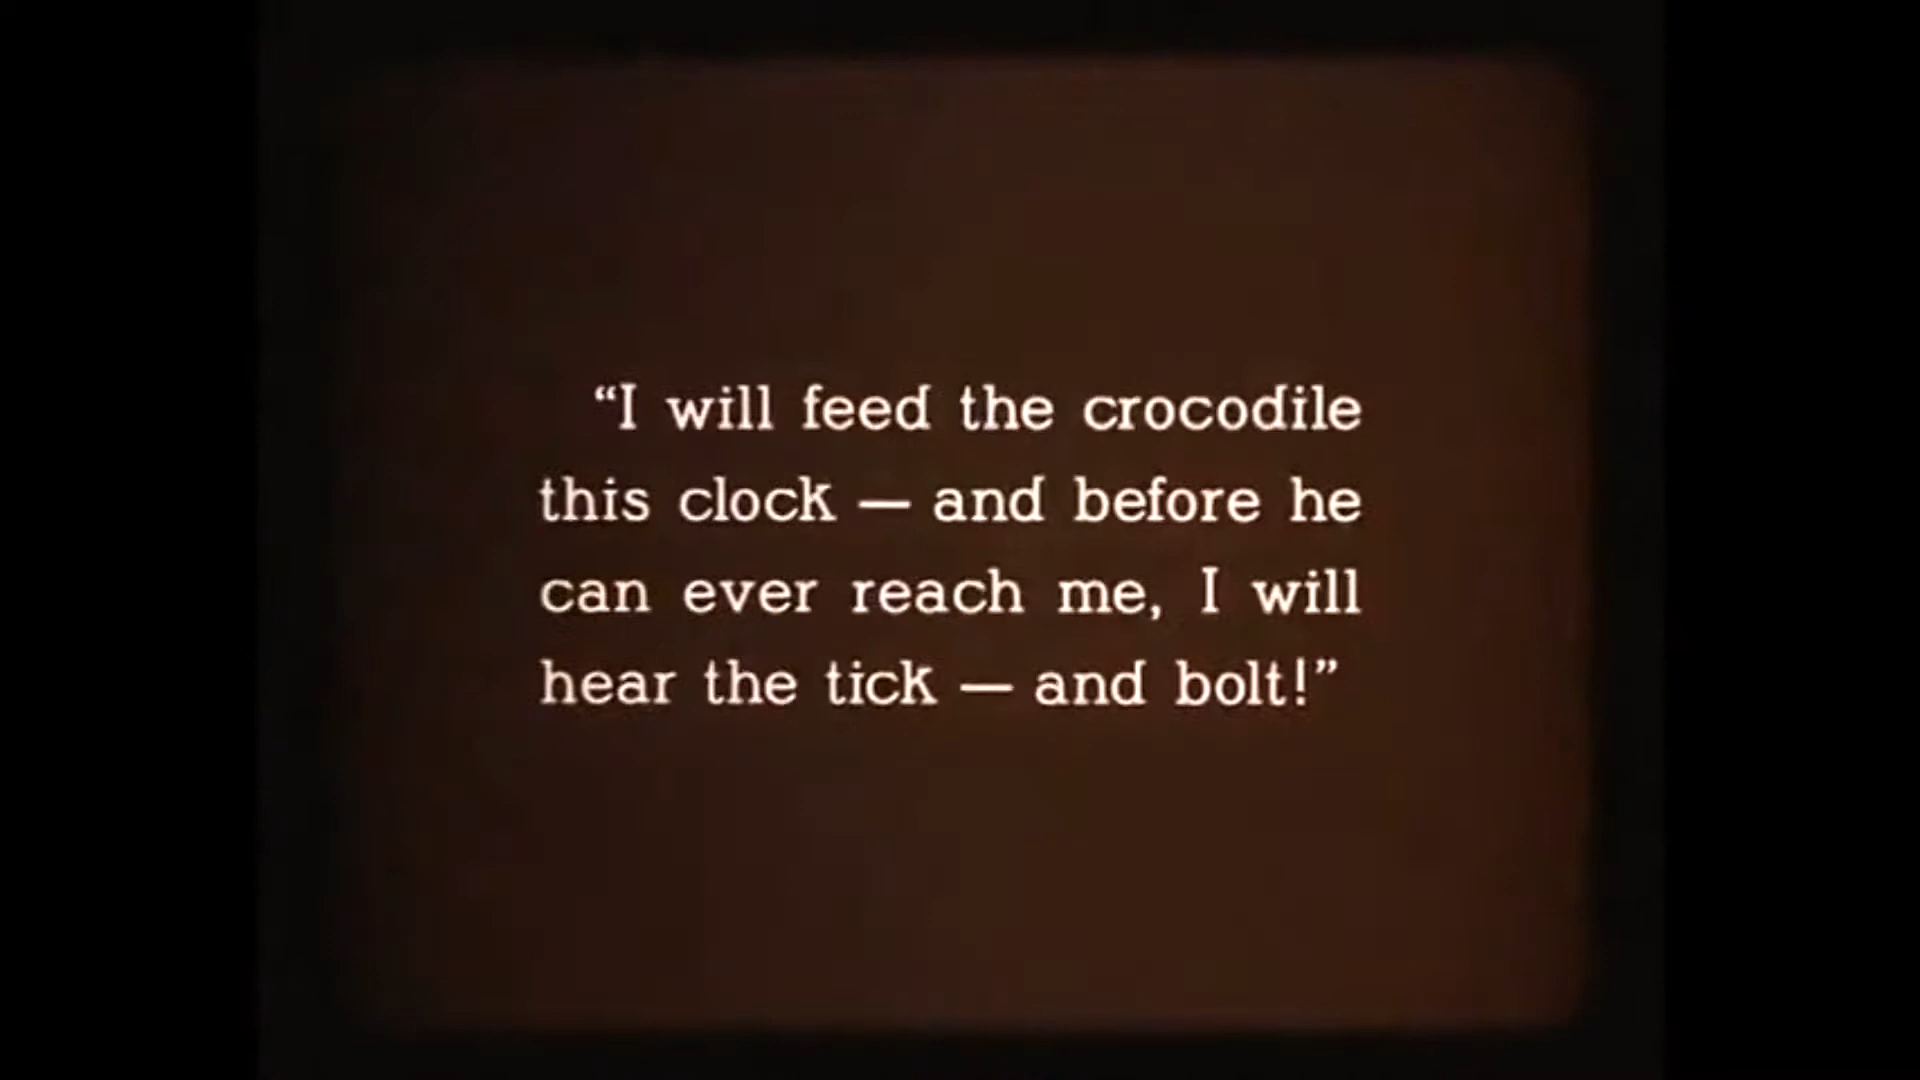 “I will feed the crocodile
this clock — and before he
can ever reach me, I will
hear the tick — and bolt!”